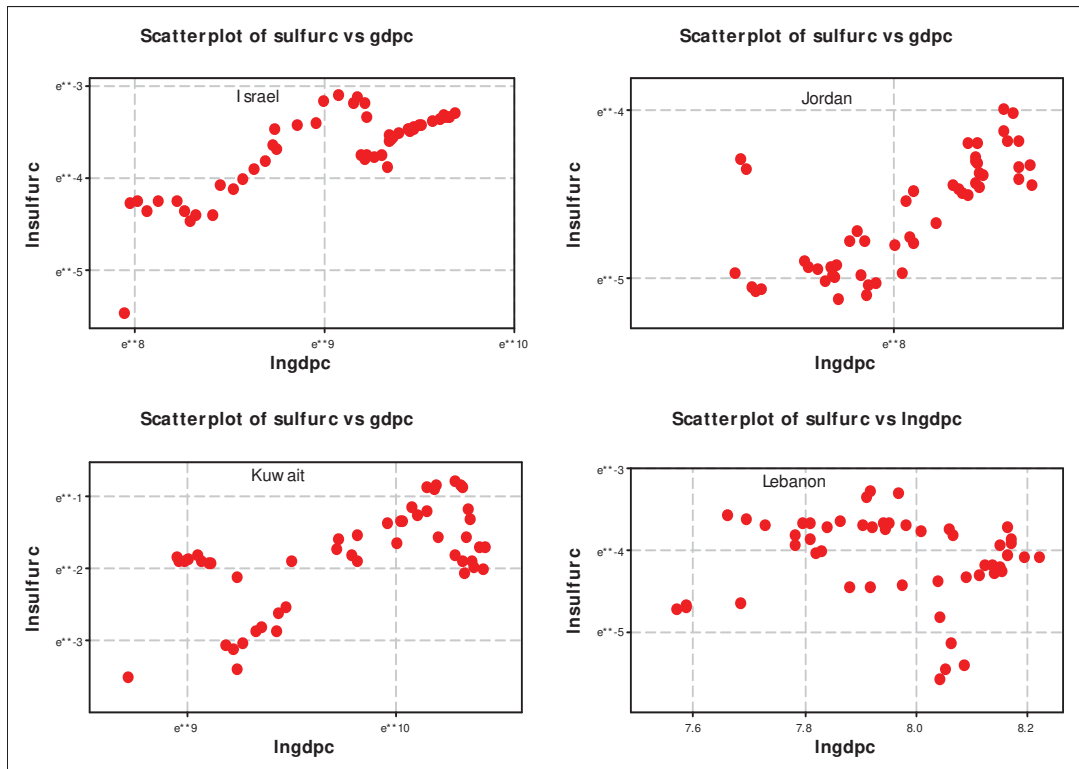 Scatterplot of sulfurc vs gdpc
Israel
e**-3
e**-4
e**-5
lnsulfurc
e**8
e**9
e**10
lngdpc
Scatterplot of sulfurc vs gdpc
Jordan
e**-4
e**-5
lnsulfurc
e**8
lngdpc
Scatterplot of sulfurc vs gdpc
Kuwait
e**-1
e**-2
e**-3
lnsulfurc
e**9
e**10
lngdpc
Scatterplot of sulfurc vs lngdpc
Lebanon
e**-3
e**-4
e**-5
lnsulfurc
7.6
7.8
8.0
8.2
lngdpc